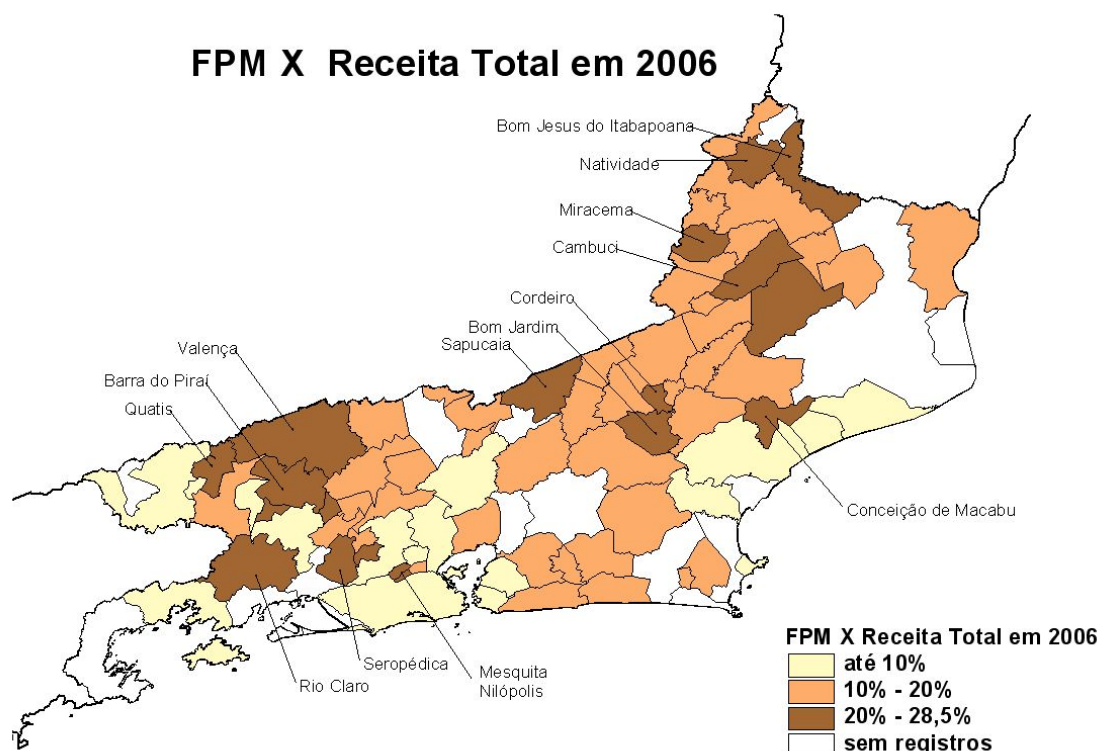 FPM X Receita Total em 2006
Bom Jesus do Itabapoana
Natividade
Miracema
Cambuci
Cordeiro
Bom Jardim
Sapucaia
Valença
Barra do Piraí
Quatis
Conceição de Macabu
Seropédica
Mesquita
Nilópolis
Rio Claro
FPM X Receita Total em 2006
até 10%
10% - 20%
20% - 28,5%
sem registros